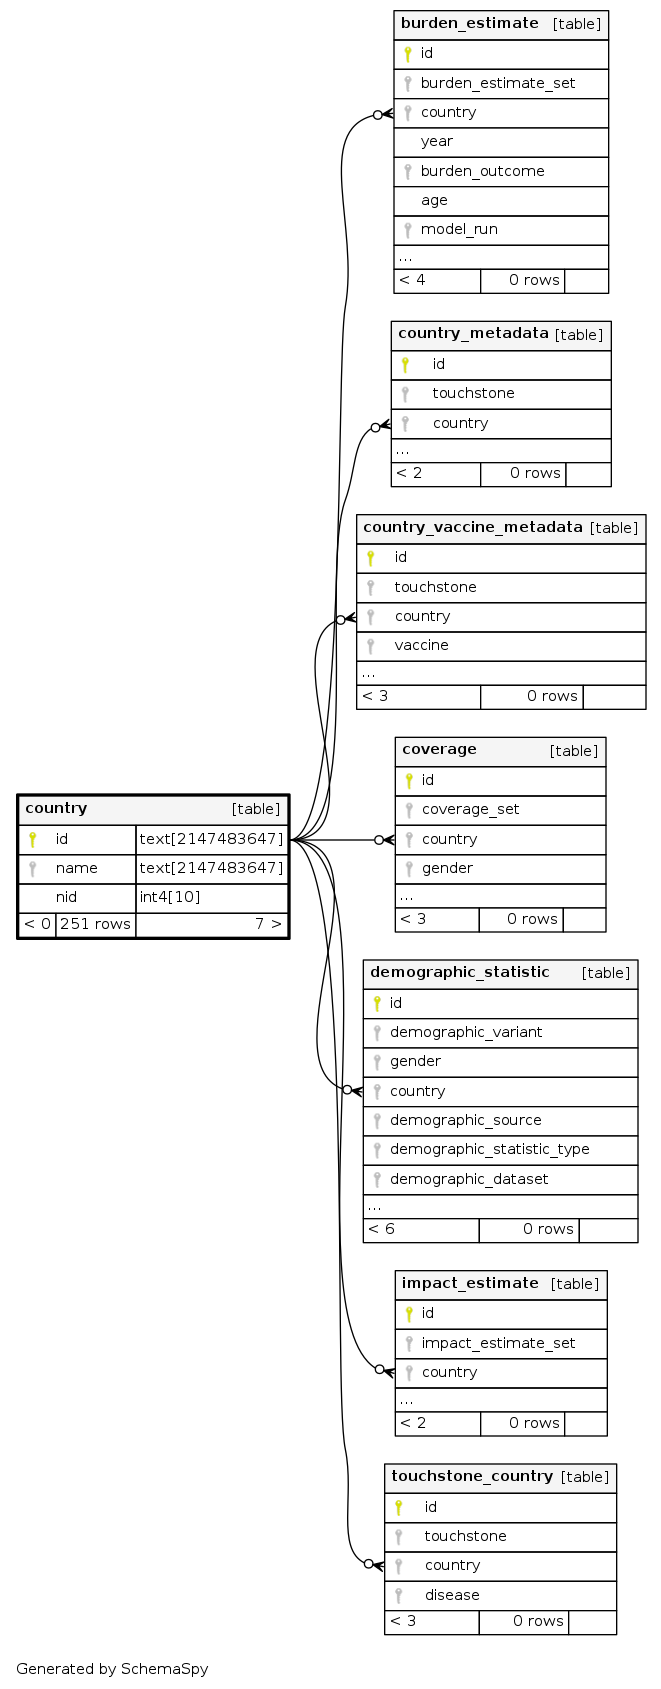 burden_estimate [table]
id
burden_estimate_set
country
year
burden_outcome
age
model_run
...
< 4 0 rows
country_metadata [table]
id
touchstone
country
...
< 2 0 rows
country_vaccine_metadata [table]
id
touchstone
country
vaccine
...
< 3 0 rows
coverage [table]
id
coverage_set
country
gender
...
< 3 0 rows
country [table]
id text[2147483647]
name text[2147483647]
nid int4[10]
< 0 251 rows 7 >
demographic_statistic [table]
id
demographic_variant
gender
country
demographic_source
demographic_statistic_type
demographic_dataset
...
< 6 0 rows
impact_estimate [table]
id
impact_estimate_set
country
...
< 2 0 rows
touchstone_country [table]
id
touchstone
country
disease
< 3 0 rows
Generated by SchemaSpy